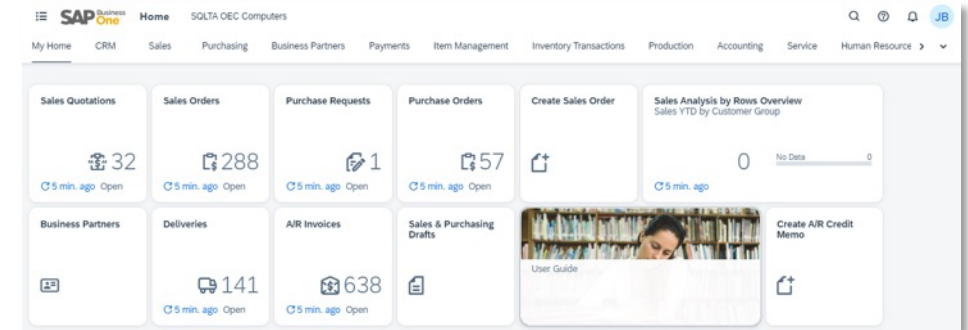 SAP Business One Home SQLTA OEC Computers JB
My Home CRM Sales Purchasing Business Partners Payments Item Management Inventory Transactions Production Accounting Service Human Resource
Sales Quotations
32
5 min. ago Open
Sales Orders
288
5 min. ago Open
Purchase Requests
1
5 min. ago Open
Purchase Orders
57
5 min. ago Open
Create Sales Order
Sales Analysis by Rows Overview
Sales YTD by Customer Group
0 No Data 0
5 min. ago
Business Partners
Deliveries
141
5 min. ago Open
A/R Invoices
638
5 min. ago Open
Sales & Purchasing
Drafts
User Guide
Create A/R Credit
Memo